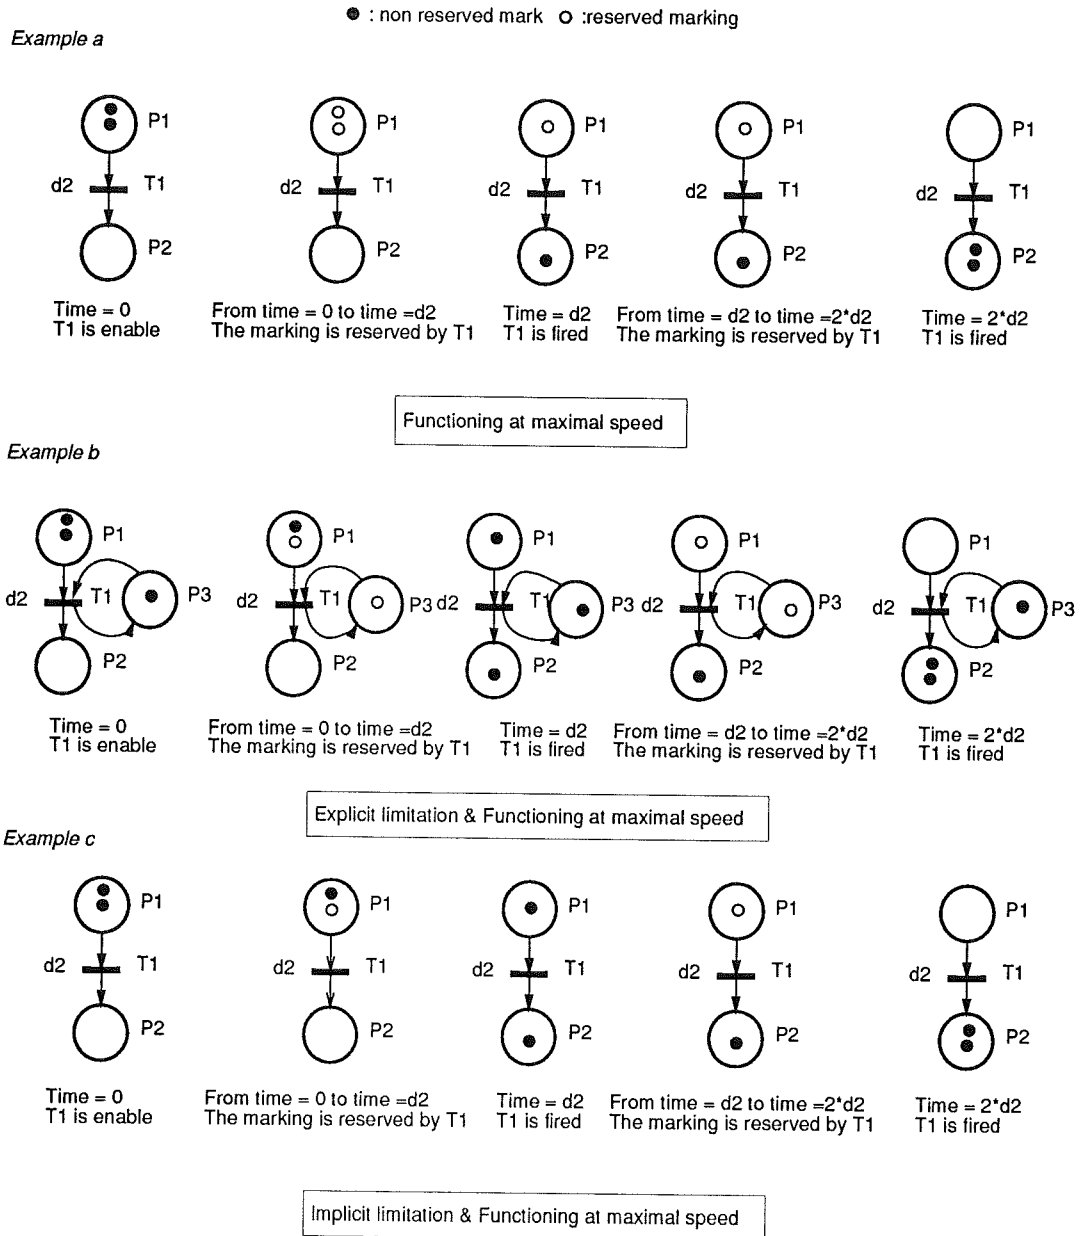 ● : non reserved mark ○ :reserved marking
Example a
P1 P1 P1 P1 P1
d2 T1 d2 T1 d2 T1 d2 T1 d2 T1
P2 P2 P2 P2 P2
Time = 0 From time = 0 to time =d2 Time = d2 From time = d2 to time =2*d2 Time = 2*d2
T1 is enable The marking is reserved by T1 T1 is fired The marking is reserved by T1 T1 is fired
Functioning at maximal speed
Example b
P1 P1 P1 P1 P1
d2 T1 P3 d2 T1 P3 d2 T1 P3 d2 T1 d2 T1 P3
P2 P2 P2 P2 P2
Time = 0 From time = 0 to time =d2 Time = d2 From time = d2 to time =2*d2 Time = 2*d2
T1 is enable The marking is reserved by T1 T1 is fired The marking is reserved by T1 T1 is fired
Explicit limitation & Functioning at maximal speed
Example c
P1 P1 P1 P1 P1
d2 T1 d2 T1 d2 T1 d2 T1 d2 T1
P2 P2 P2 P2 P2
Time = 0 From time = 0 to time =d2 Time = d2 From time = d2 to time =2*d2 Time = 2*d2
T1 is enable The marking is reserved by T1 T1 is fired The marking is reserved by T1 T1 is fired
Implicit limitation & Functioning at maximal speed